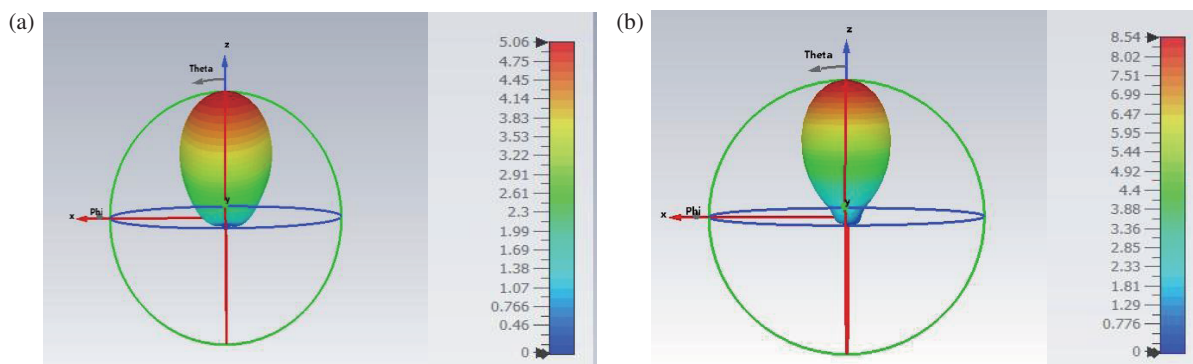 (a)
z
Theta
y
x
Phi
5.06
4.75
4.45
4.14
3.83
3.53
3.22
2.91
2.61
2.3
1.99
1.69
1.38
1.07
0.766
0.46
0
(b)
z
Theta
y
x
Phi
8.54
8.02
7.51
6.99
6.47
5.95
5.44
4.92
4.4
3.88
3.36
2.85
2.33
1.81
1.29
0.776
0